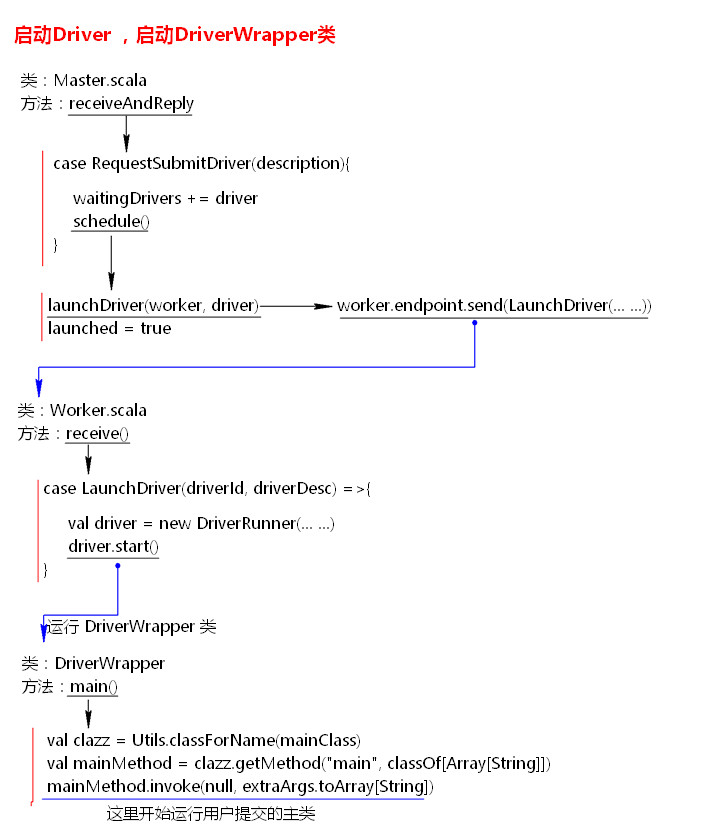 启动Driver ，启动DriverWrapper类
类：Master.scala
方法：receiveAndReply
case RequestSubmitDriver(description){
waitingDrivers += driver
schedule()
}
launchDriver(worker, driver)
worker.endpoint.send(LaunchDriver(... ...))
launched = true
类：Worker.scala
方法：receive()
case LaunchDriver(driverId, driverDesc) =>{
val driver = new DriverRunner(... ...)
driver.start()
}
运行 DriverWrapper 类
类：DriverWrapper
方法：main()
val clazz = Utils.classForName(mainClass)
val mainMethod = clazz.getMethod("main", classOf[Array[String]])
mainMethod.invoke(null, extraArgs.toArray[String])
这里开始运行用户提交的主类